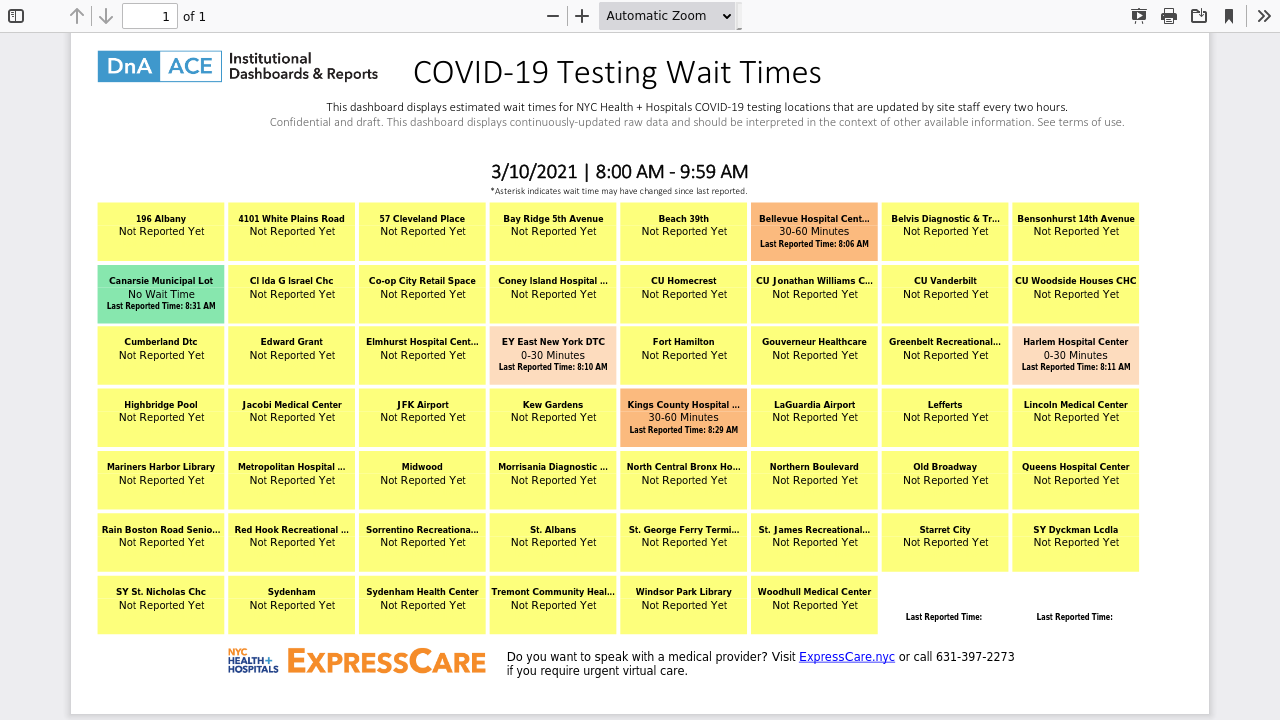 1 of 1 Automatic Zoom
DnA ACE Institutional
Dashboards & Reports
COVID-19 Testing Wait Times
This dashboard displays estimated wait times for NYC Health + Hospitals COVID-19 testing locations that are updated by site staff every two hours.
Confidential and draft. This dashboard displays continuously-updated raw data and should be interpreted in the context of other available information. See terms of use.
3/10/2021 | 8:00 AM - 9:59 AM
*Asterisk indicates wait time may have changed since last reported.
196 Albany
Not Reported Yet
4101 White Plains Road
Not Reported Yet
57 Cleveland Place
Not Reported Yet
Bay Ridge 5th Avenue
Not Reported Yet
Beach 39th
Not Reported Yet
Bellevue Hospital Cent...
30-60 Minutes
Last Reported Time: 8:06 AM
Belvis Diagnostic & Tr...
Not Reported Yet
Bensonhurst 14th Avenue
Not Reported Yet
Canarsie Municipal Lot
No Wait Time
Last Reported Time: 8:31 AM
CI Ida G Israel Chc
Not Reported Yet
Co-op City Retail Space
Not Reported Yet
Coney Island Hospital ...
Not Reported Yet
CU Homecrest
Not Reported Yet
CU Jonathan Williams C...
Not Reported Yet
CU Vanderbilt
Not Reported Yet
CU Woodside Houses CHC
Not Reported Yet
Cumberland Dtc
Not Reported Yet
Edward Grant
Not Reported Yet
Elmhurst Hospital Cent...
Not Reported Yet
EY East New York DTC
0-30 Minutes
Last Reported Time: 8:10 AM
Fort Hamilton
Not Reported Yet
Gouverneur Healthcare
Not Reported Yet
Greenbelt Recreational...
Not Reported Yet
Harlem Hospital Center
0-30 Minutes
Last Reported Time: 8:11 AM
Highbridge Pool
Not Reported Yet
Jacobi Medical Center
Not Reported Yet
JFK Airport
Not Reported Yet
Kew Gardens
Not Reported Yet
Kings County Hospital ...
30-60 Minutes
Last Reported Time: 8:29 AM
LaGuardia Airport
Not Reported Yet
Lefferts
Not Reported Yet
Lincoln Medical Center
Not Reported Yet
Mariners Harbor Library
Not Reported Yet
Metropolitan Hospital ...
Not Reported Yet
Midwood
Not Reported Yet
Morrisania Diagnostic ...
Not Reported Yet
North Central Bronx Ho...
Not Reported Yet
Northern Boulevard
Not Reported Yet
Old Broadway
Not Reported Yet
Queens Hospital Center
Not Reported Yet
Rain Boston Road Senio...
Not Reported Yet
Red Hook Recreational ...
Not Reported Yet
Sorrentino Recreationa...
Not Reported Yet
St. Albans
Not Reported Yet
St. George Ferry Termi...
Not Reported Yet
St. James Recreational...
Not Reported Yet
Starret City
Not Reported Yet
SY Dyckman Lcdla
Not Reported Yet
SY St. Nicholas Chc
Not Reported Yet
Sydenham
Not Reported Yet
Sydenham Health Center
Not Reported Yet
Tremont Community Heal...
Not Reported Yet
Windsor Park Library
Not Reported Yet
Woodhull Medical Center
Not Reported Yet
Last Reported Time:
Last Reported Time:
NYC
HEALTH+
HOSPITALS
EXPRESSCARE
Do you want to speak with a medical provider? Visit ExpressCare.nyc or call 631-397-2273
if you require urgent virtual care.